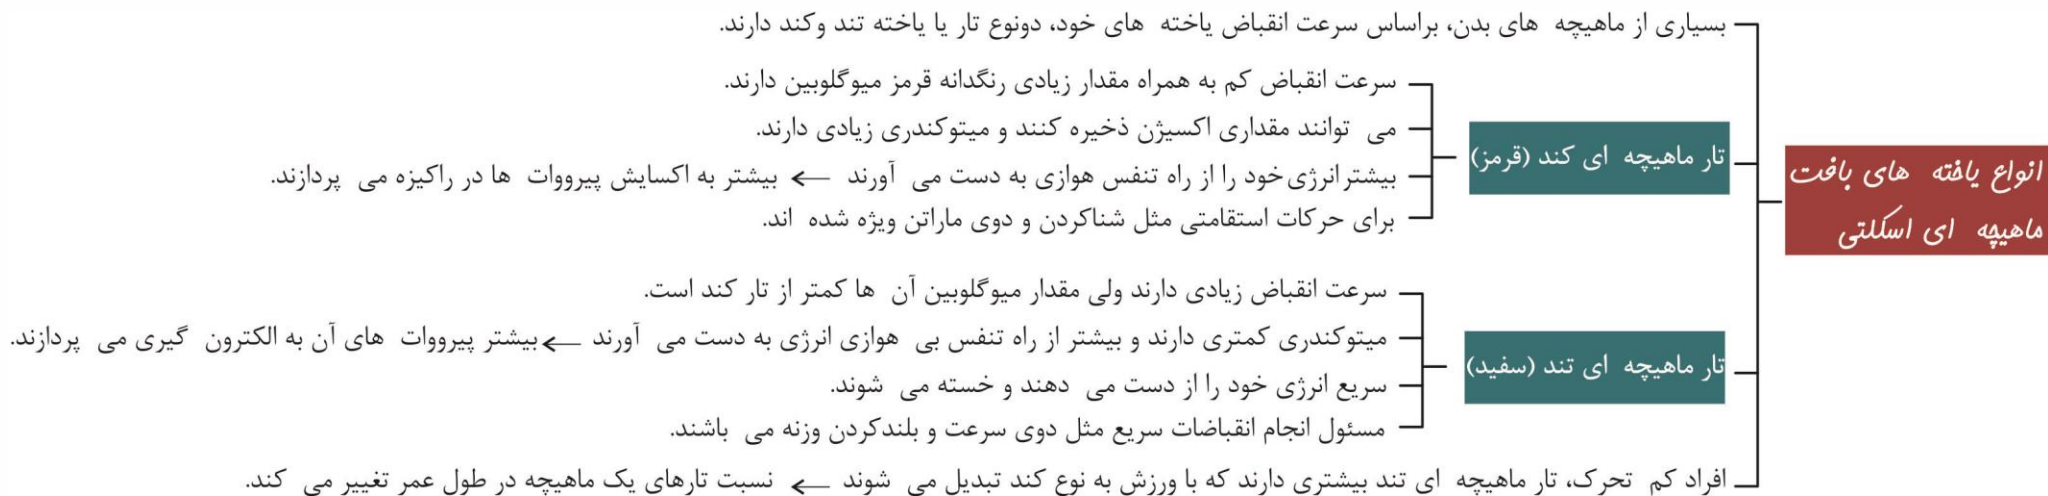 انواع یاخته های بافت
ماهیچه ای اسکلتی
بسیاری از ماهیچه های بدن، براساس سرعت انقباض یاخته های خود، دونوع تار یا یاخته تند وکند دارند.
تار ماهیچه ای کند (قرمز)
سرعت انقباض کم به همراه مقدار زیادی رنگدانه قرمز میوگلوبین دارند.
می توانند مقداری اکسیژن ذخیره کنند و میتوکندری زیادی دارند.
بیشتر انرژی خود را از راه تنفس هوازی به دست می آورند ← بیشتر به اکسایش پیرووات ها در راکیزه می پردازند.
برای حرکات استقامتی مثل شناکردن و دوی ماراتن ویژه شده اند.
تار ماهیچه ای تند (سفید)
سرعت انقباض زیادی دارند ولی مقدار میوگلوبین آن ها کمتر از تار کند است.
میتوکندری کمتری دارند و بیشتر از راه تنفس بی هوازی انرژی به دست می آورند ← بیشتر پیرووات های آن به الکترون گیری می پردازند.
سریع انرژی خود را از دست می دهند و خسته می شوند.
مسئول انجام انقباضات سریع مثل دوی سرعت و بلندکردن وزنه می باشند.
افراد کم تحرک، تار ماهیچه ای تند بیشتری دارند که با ورزش به نوع کند تبدیل می شوند ← نسبت تارهای یک ماهیچه در طول عمر تغییر می کند.